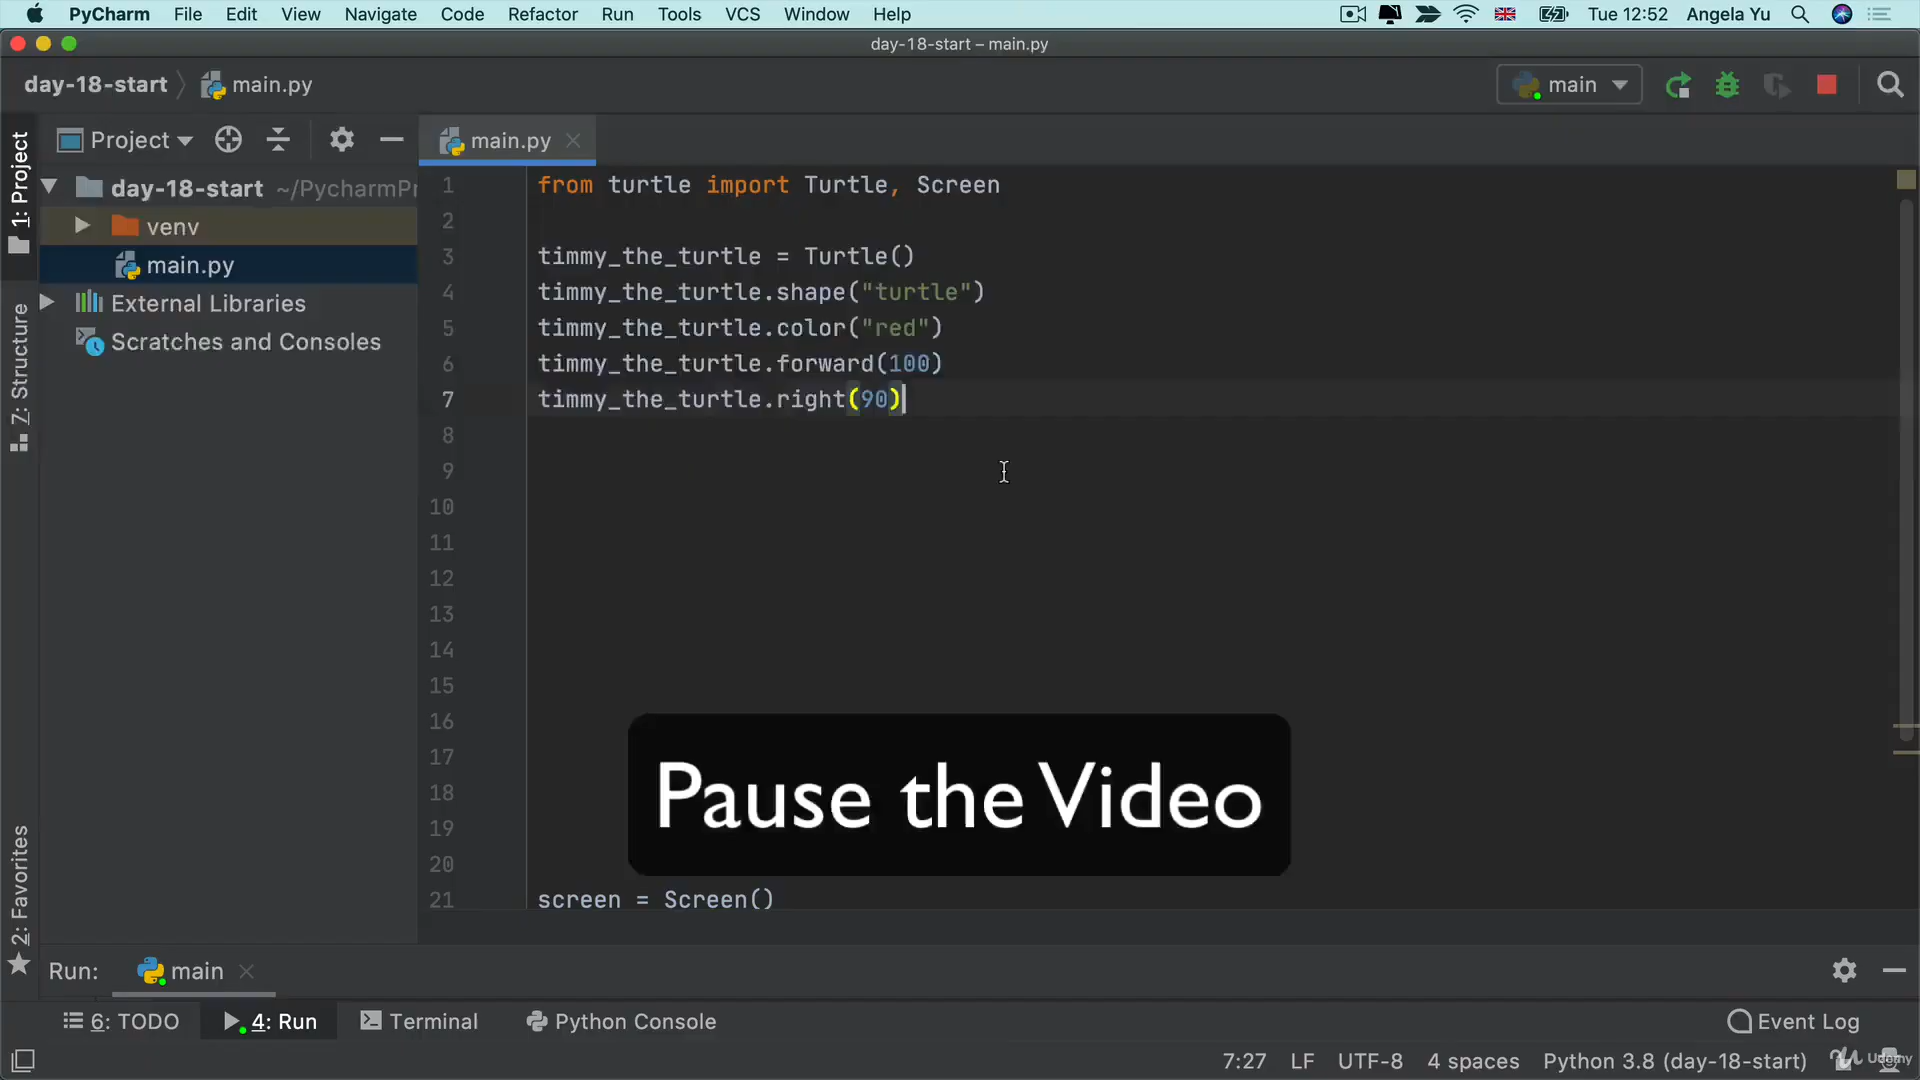 PyCharm File Edit View Navigate Code Refactor Run Tools VCS Window Help Tue 12:52 Angela Yu
day-18-start – main.py
day-18-start main.py main
1: Project
Project
main.py
day-18-start ~/PycharmPr
venv
main.py
External Libraries
Scratches and Consoles
7: Structure
2: Favorites
1 from turtle import Turtle, Screen
2
3 timmy_the_turtle = Turtle()
4 timmy_the_turtle.shape("turtle")
5 timmy_the_turtle.color("red")
6 timmy_the_turtle.forward(100)
7 timmy_the_turtle.right(90)
8
9
10
11
12
13
14
15
16
17
18
19
20
21 screen = Screen()
Pause the Video
Run: main
6: TODO 4: Run Terminal Python Console Event Log
7:27 LF UTF-8 4 spaces Python 3.8 (day-18-start) Udemy